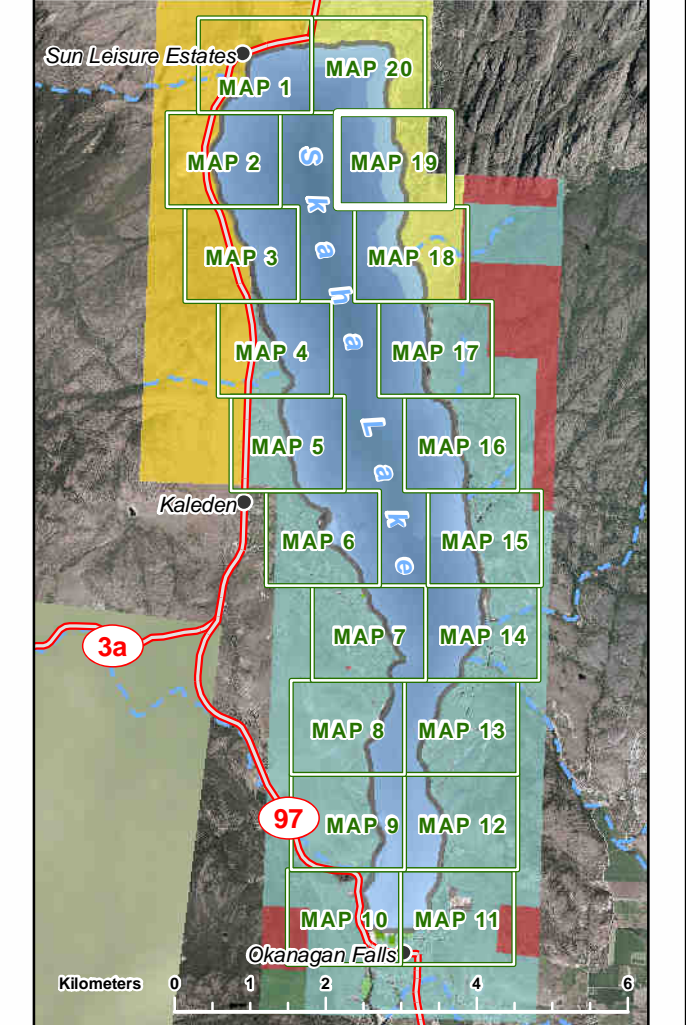 Sun Leisure Estates
MAP 20
MAP 1
MAP 2
MAP 19
MAP 3
MAP 18
Skaha Lake
MAP 4
MAP 17
MAP 5
MAP 16
Kaleden
MAP 6
MAP 15
MAP 7
MAP 14
3a
MAP 8
MAP 13
97
MAP 9
MAP 12
MAP 10
MAP 11
Okanagan Falls
Kilometers 0 1 2 4 6